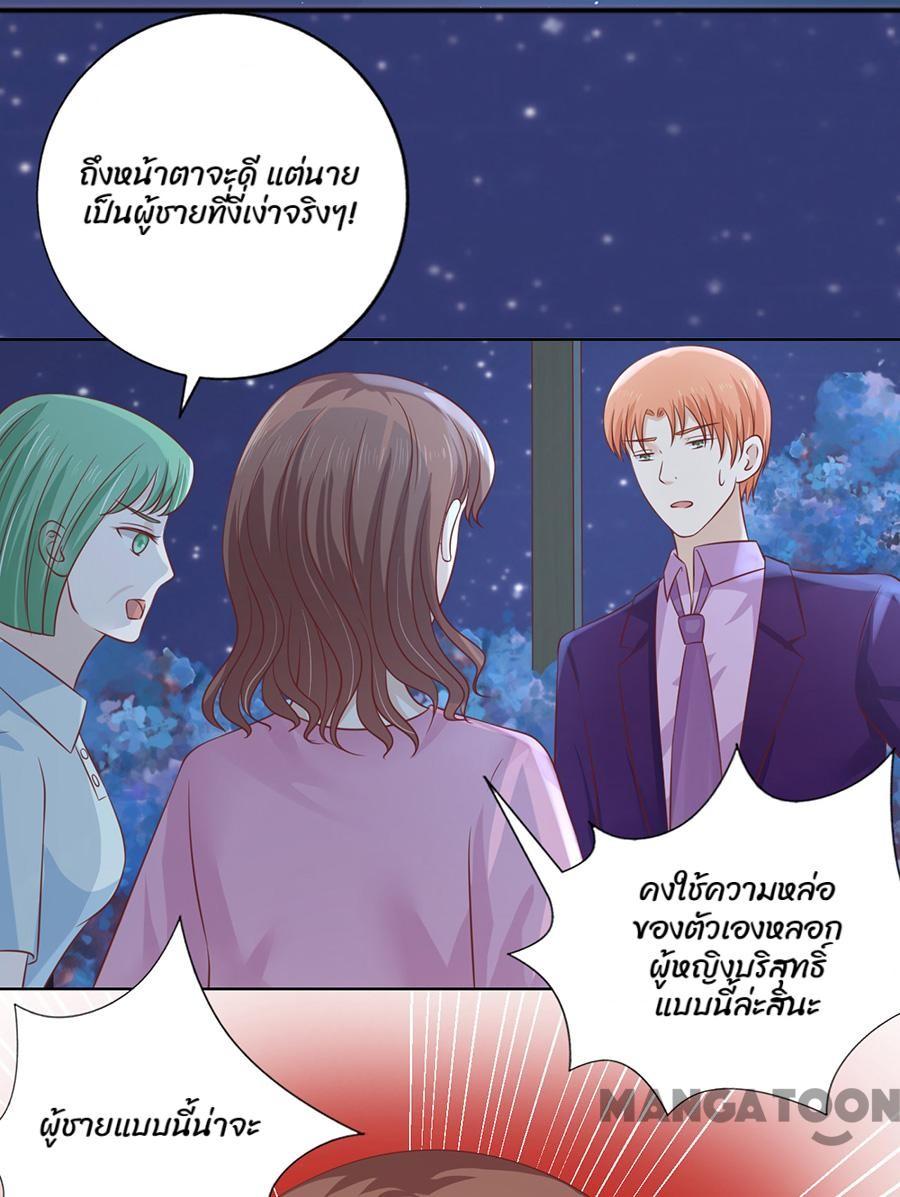 ถึงหน้าตาจะดี แต่นาย
เป็นผู้ชายที่งี่เง่าจริงๆ!
คงใช้ความหล่อ
ของตัวเองหลอก
ผู้หญิงบริสุทธิ์
แบบนี้ล่ะสินะ
ผู้ชายแบบนี้น่าจะ
MANGATOON